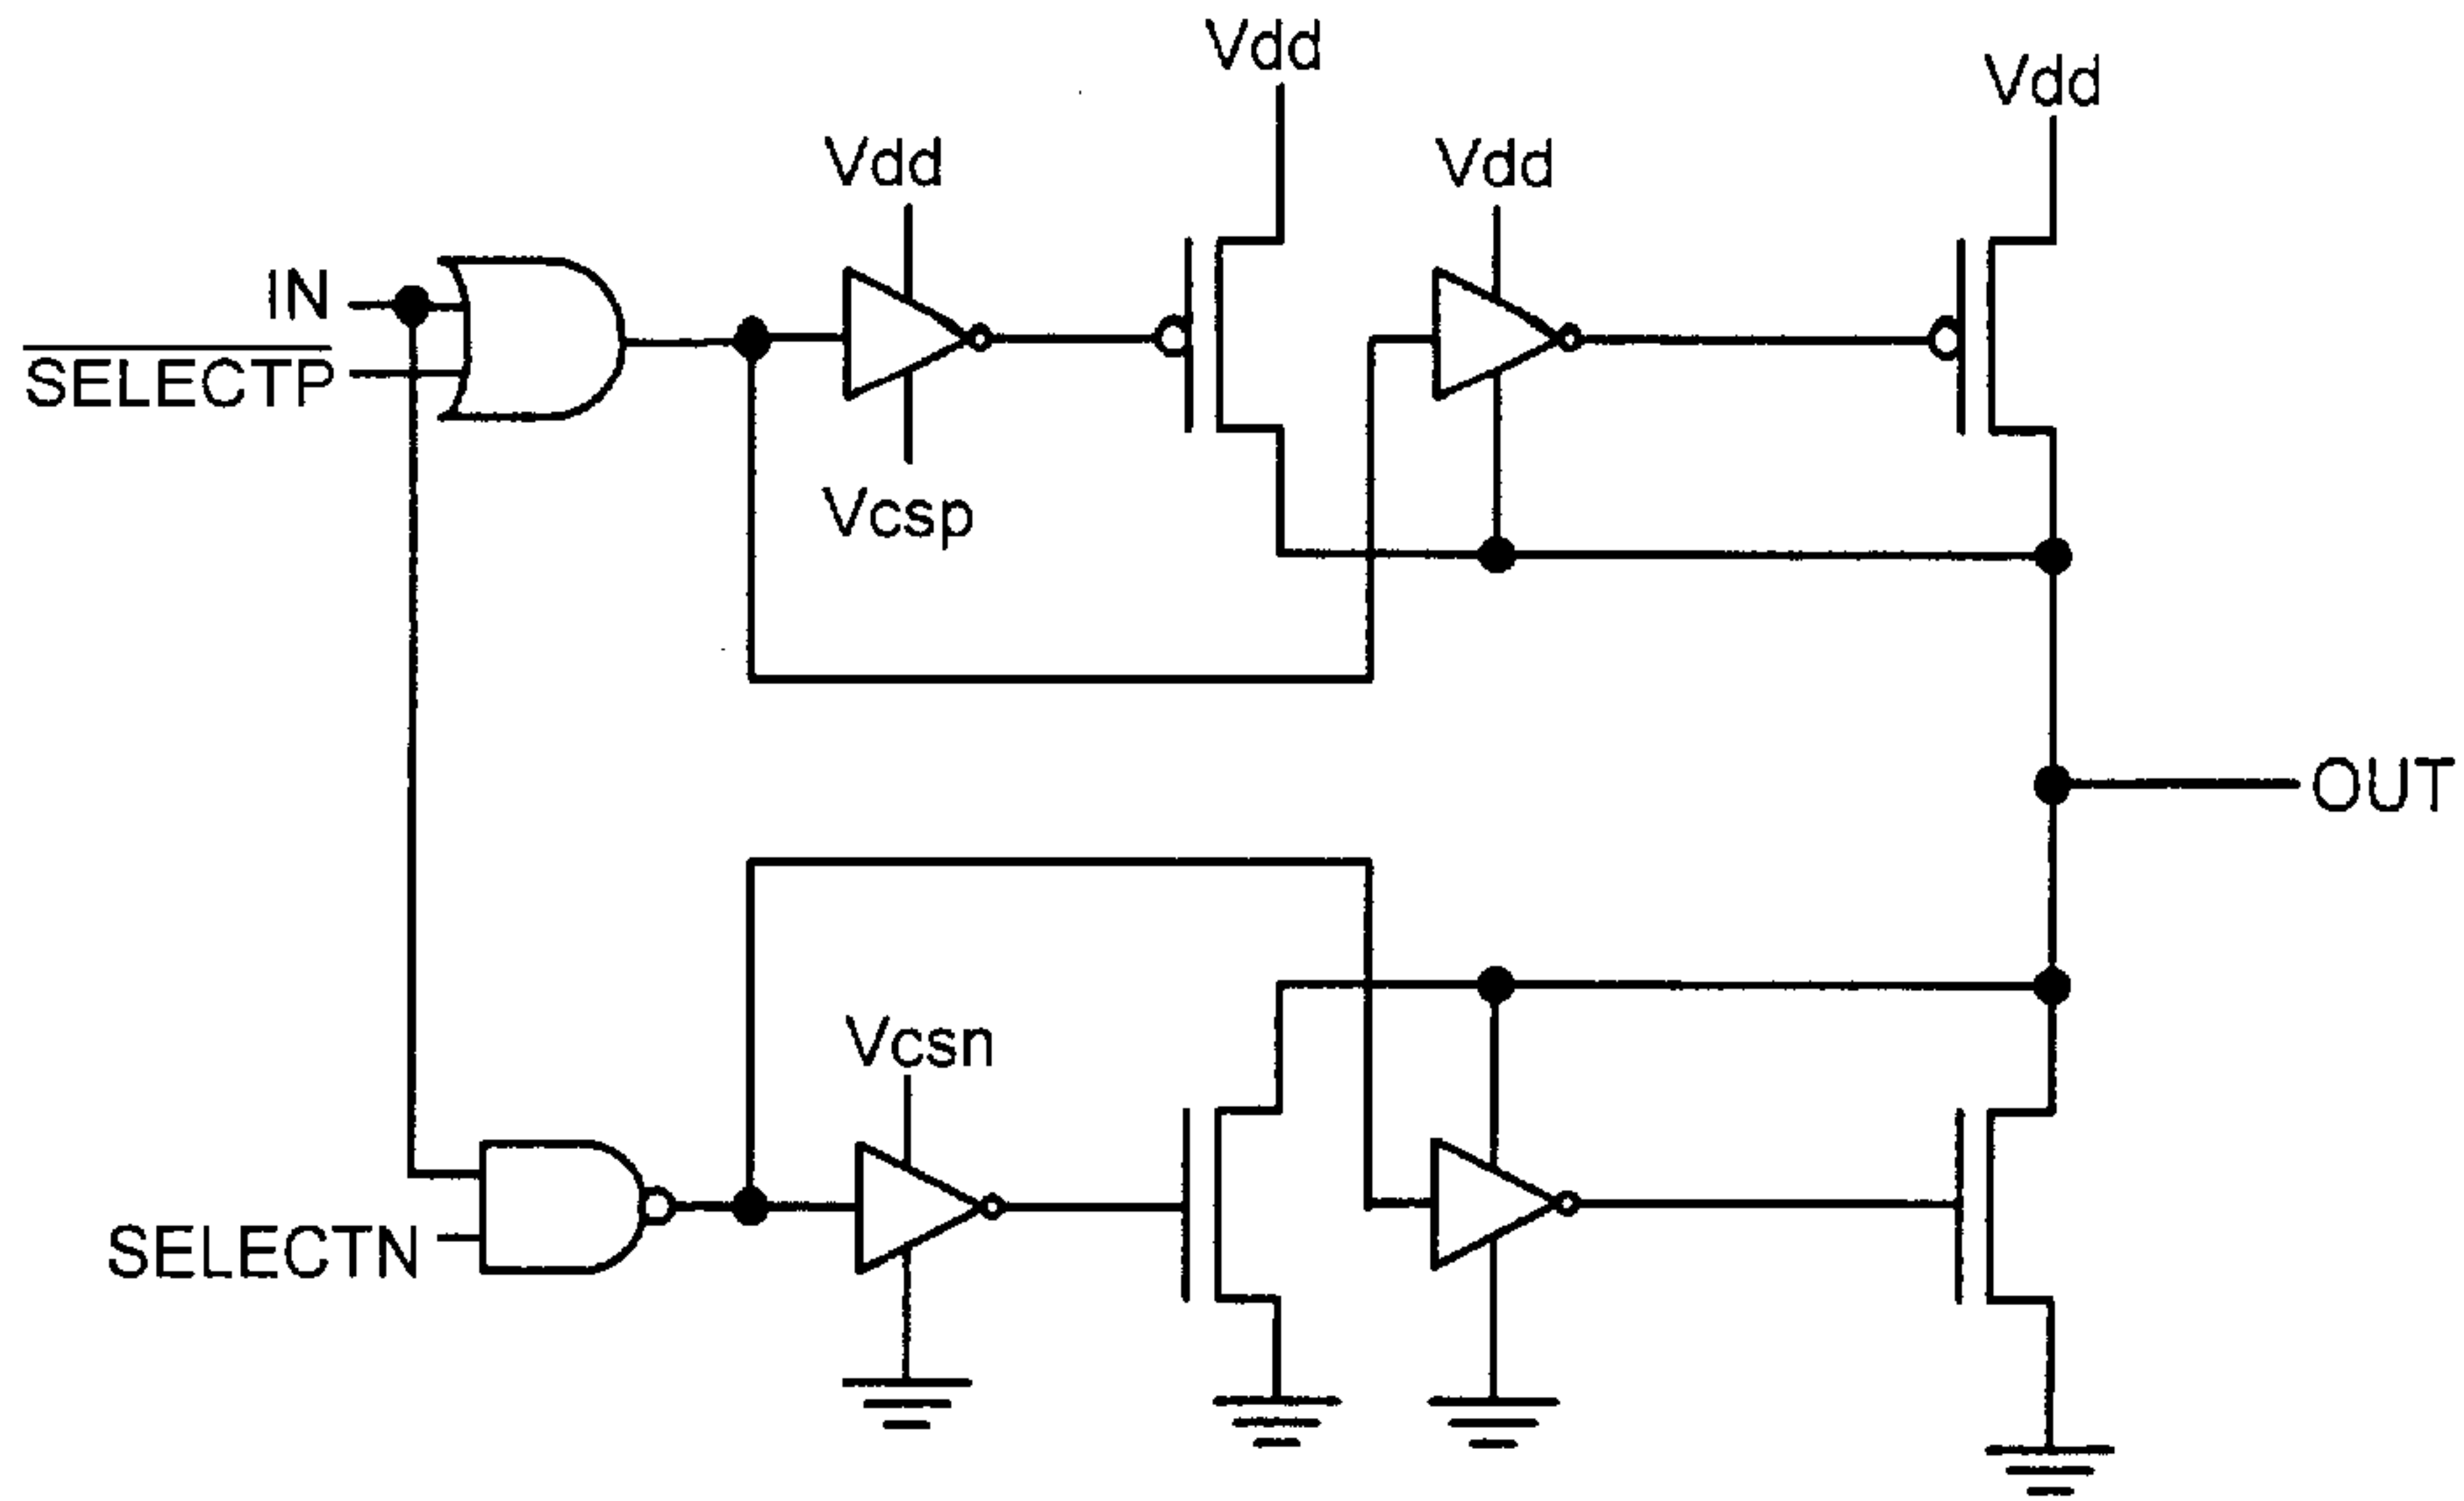 Vdd
Vdd
Vdd
Vdd
IN
SELECTP
Vcsp
OUT
Vcsn
SELECTN